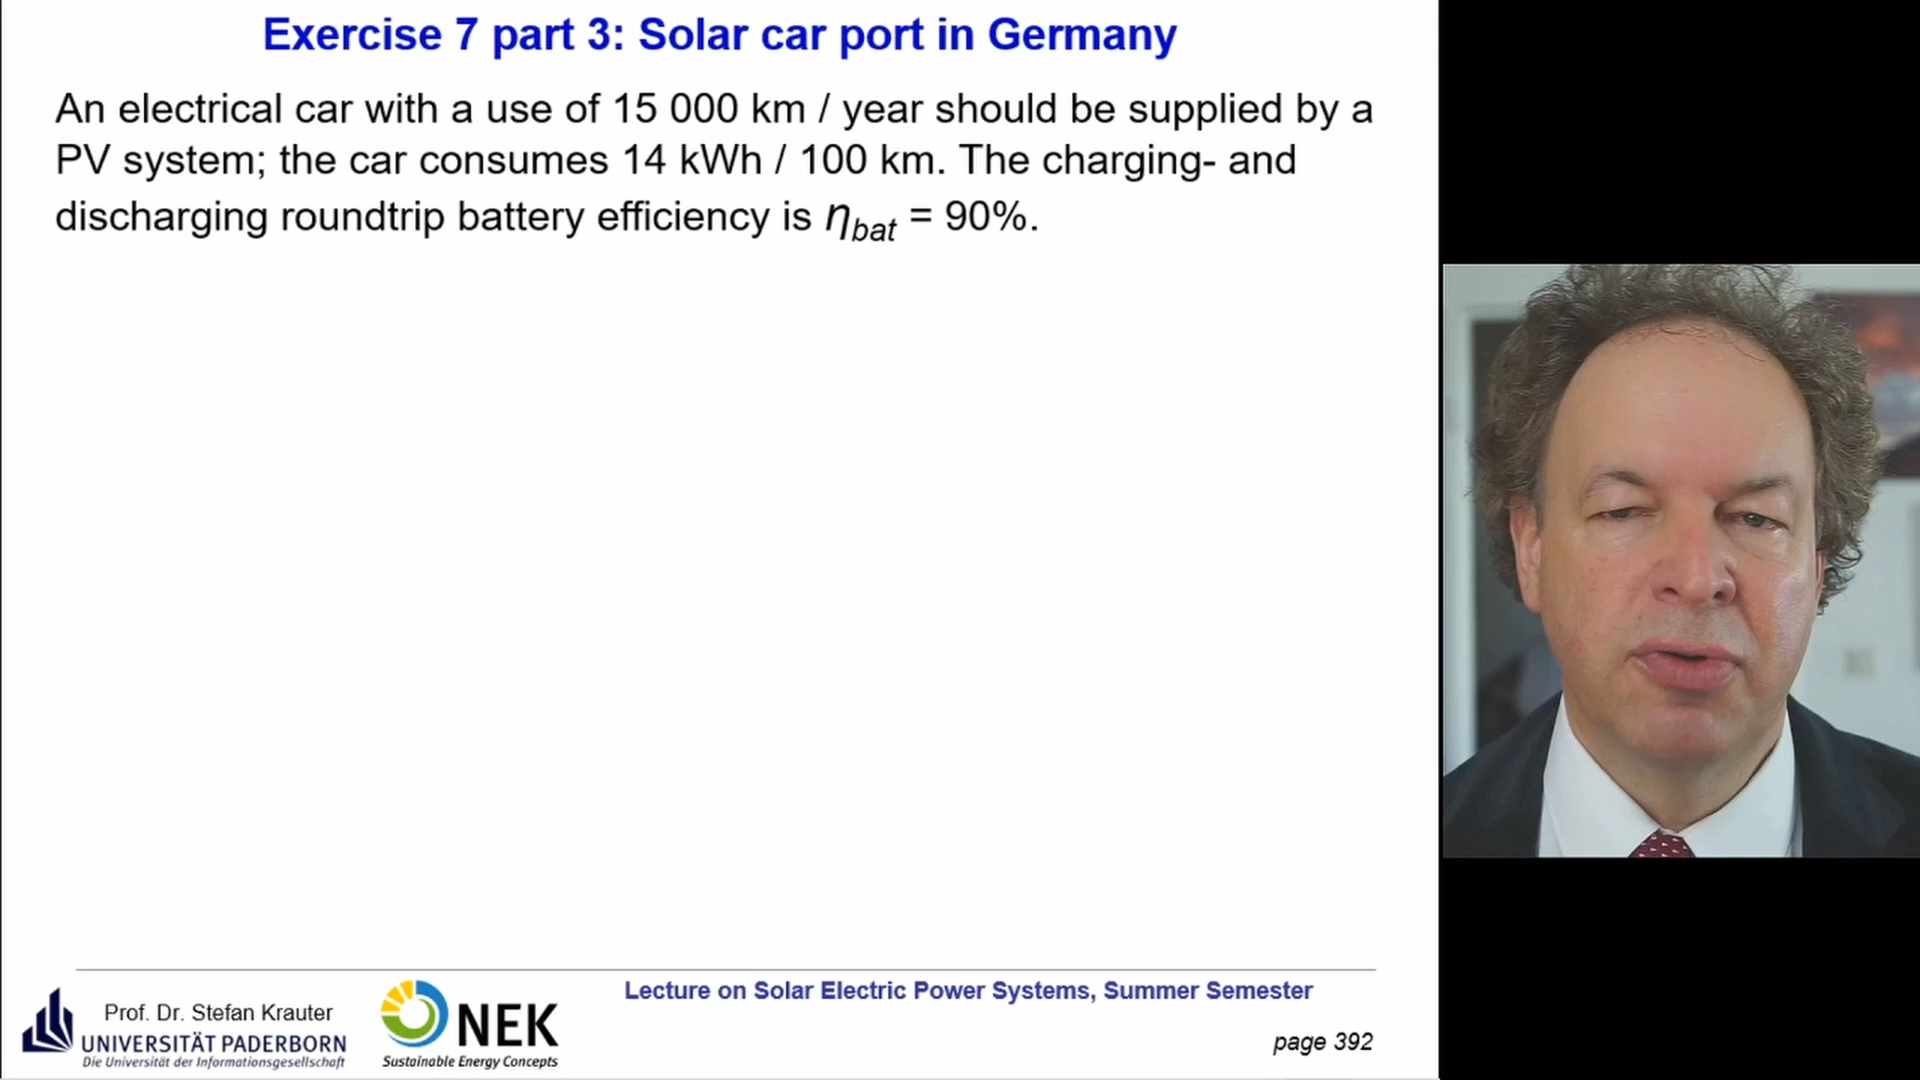 Exercise 7 part 3: Solar car port in Germany
An electrical car with a use of 15 000 km / year should be supplied by a
PV system; the car consumes 14 kWh / 100 km. The charging- and
discharging roundtrip battery efficiency is η_bat = 90%.
Lecture on Solar Electric Power Systems, Summer Semester
Prof. Dr. Stefan Krauter
UNIVERSITÄT PADERBORN
Die Universität der Informationsgesellschaft
NEK
Sustainable Energy Concepts
page 392